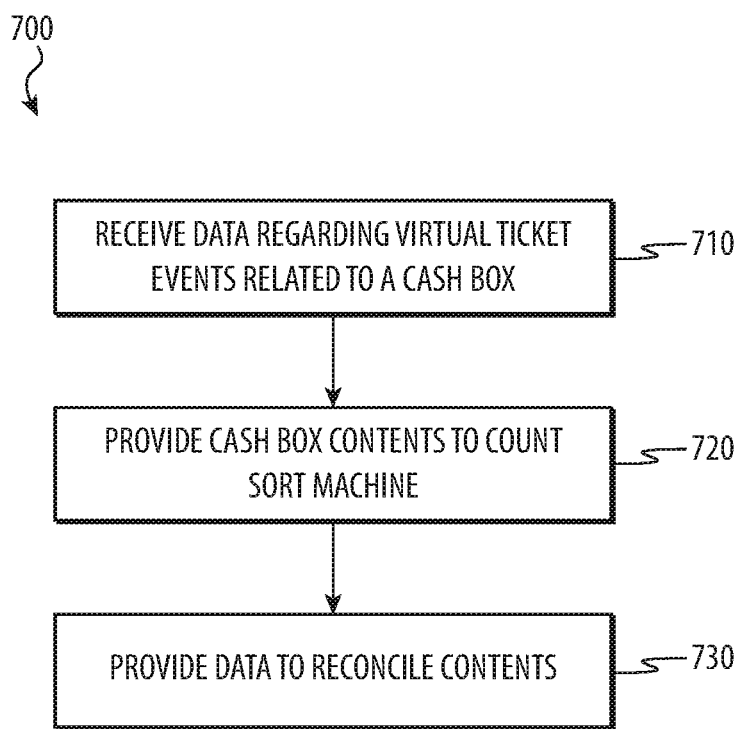 700
RECEIVE DATA REGARDING VIRTUAL TICKET
EVENTS RELATED TO A CASH BOX
710
PROVIDE CASH BOX CONTENTS TO COUNT
SORT MACHINE
720
PROVIDE DATA TO RECONCILE CONTENTS
730